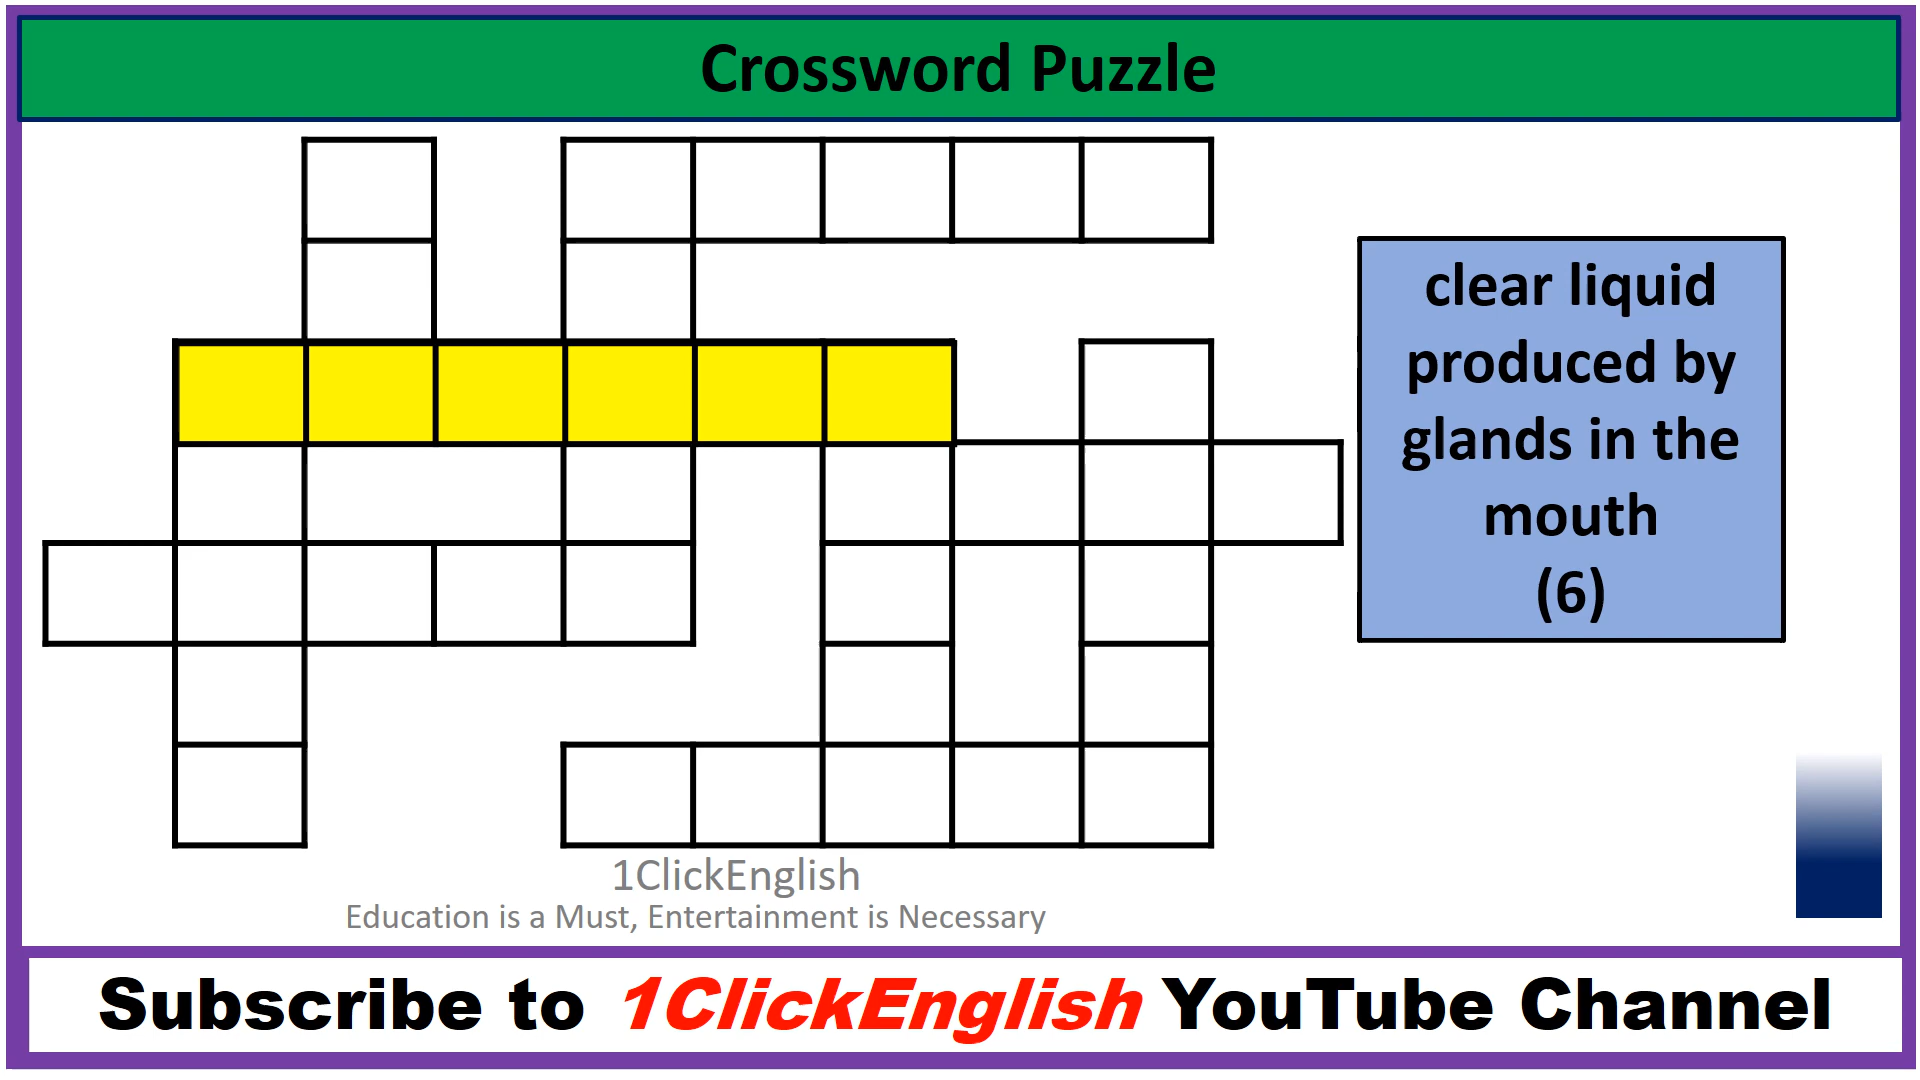 Crossword Puzzle
clear liquid
produced by
glands in the
mouth
(6)
1ClickEnglish
Education is a Must, Entertainment is Necessary
Subscribe to 1ClickEnglish YouTube Channel